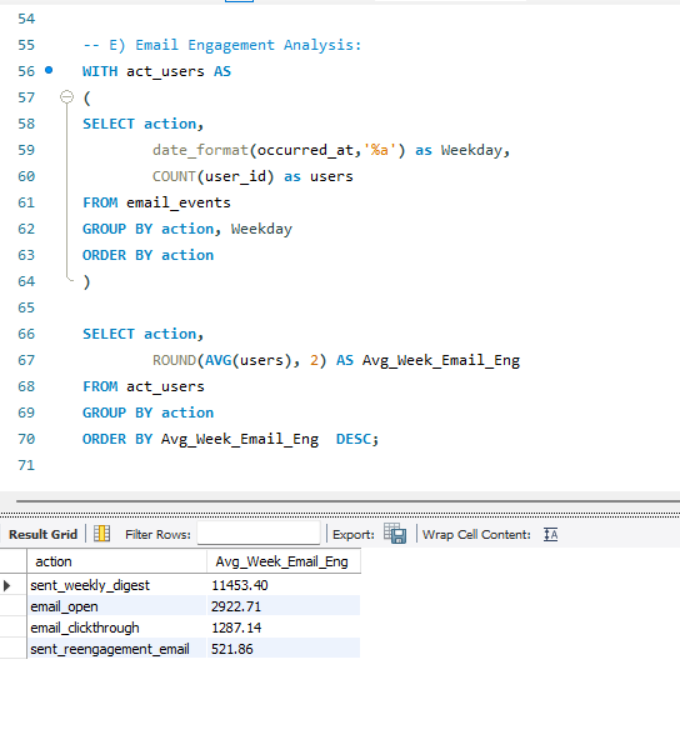 54
55 -- E) Email Engagement Analysis:
56 WITH act_users AS
57 (
58 SELECT action,
59 date_format(occurred_at,'%a') as Weekday,
60 COUNT(user_id) as users
61 FROM email_events
62 GROUP BY action, Weekday
63 ORDER BY action
64 )
65
66 SELECT action,
67 ROUND(AVG(users), 2) AS Avg_Week_Email_Eng
68 FROM act_users
69 GROUP BY action
70 ORDER BY Avg_Week_Email_Eng  DESC;
71
Result Grid Filter Rows: Export: Wrap Cell Content:
action Avg_Week_Email_Eng
sent_weekly_digest 11453.40
email_open 2922.71
email_clickthrough 1287.14
sent_reengagement_email 521.86